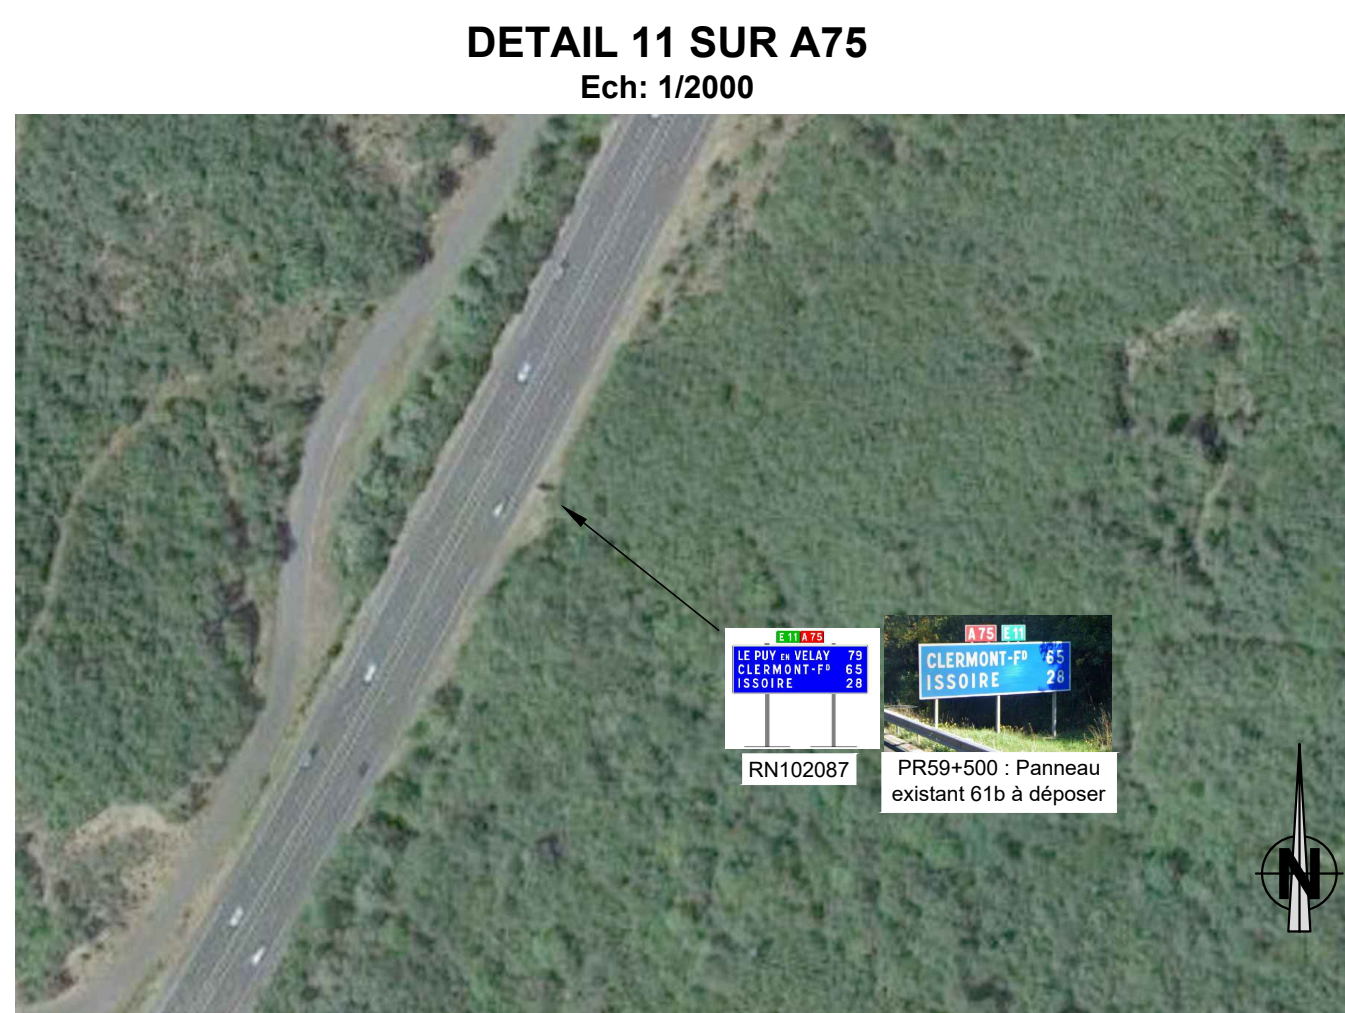 DETAIL 11 SUR A75
Ech: 1/2000
E 11 A 75
LE PUY EN VELAY 79
CLERMONT-FD 65
ISSOIRE 28
RN102087
A 75 E 11
CLERMONT-FD 65
ISSOIRE 28
PR59+500 : Panneau
existant 61b à déposer
N